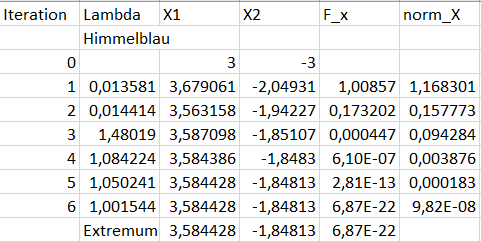 Iteration Lambda X1 X2 F_x norm_X
Himmelblau
0 3 -3
1 0,013581 3,679061 -2,04931 1,00857 1,168301
2 0,014414 3,563158 -1,94227 0,173202 0,157773
3 1,48019 3,587098 -1,85107 0,000447 0,094284
4 1,084224 3,584386 -1,8483 6,10E-07 0,003876
5 1,050241 3,584428 -1,84813 2,81E-13 0,000183
6 1,001544 3,584428 -1,84813 6,87E-22 9,82E-08
Extremum 3,584428 -1,84813 6,87E-22